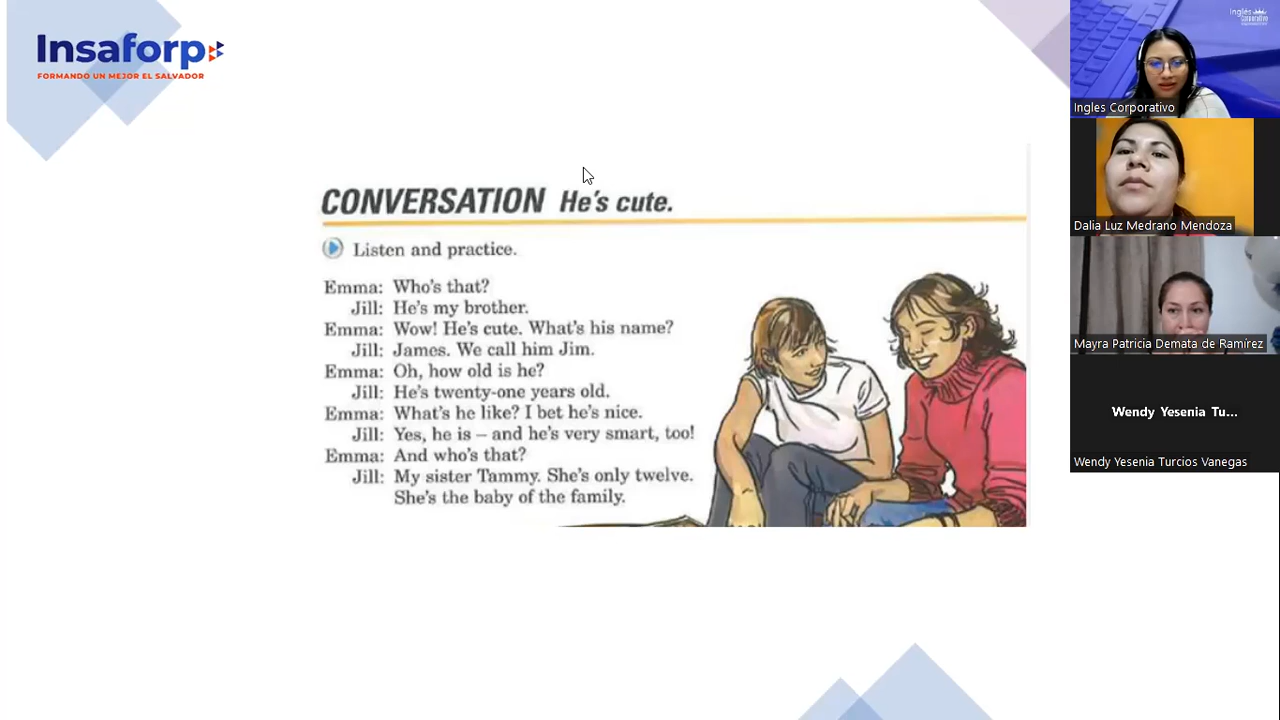 Insaforp
FORMANDO UN MEJOR EL SALVADOR
CONVERSATION He's cute.
Listen and practice.
Emma: Who's that?
Jill: He's my brother.
Emma: Wow! He's cute. What's his name?
Jill: James. We call him Jim.
Emma: Oh, how old is he?
Jill: He's twenty-one years old.
Emma: What's he like? I bet he's nice.
Jill: Yes, he is – and he's very smart, too!
Emma: And who's that?
Jill: My sister Tammy. She's only twelve.
She's the baby of the family.
Inglés
Corporativo
Ingles Corporativo
Dalia Luz Medrano Mendoza
Mayra Patricia Demata de Ramírez
Wendy Yesenia Tu...
Wendy Yesenia Turcios Vanegas